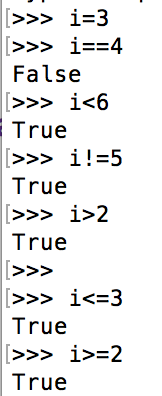 >>> i=3
>>> i==4
False
>>> i<6
True
>>> i!=5
True
>>> i>2
True
>>>
>>> i<=3
True
>>> i>=2
True